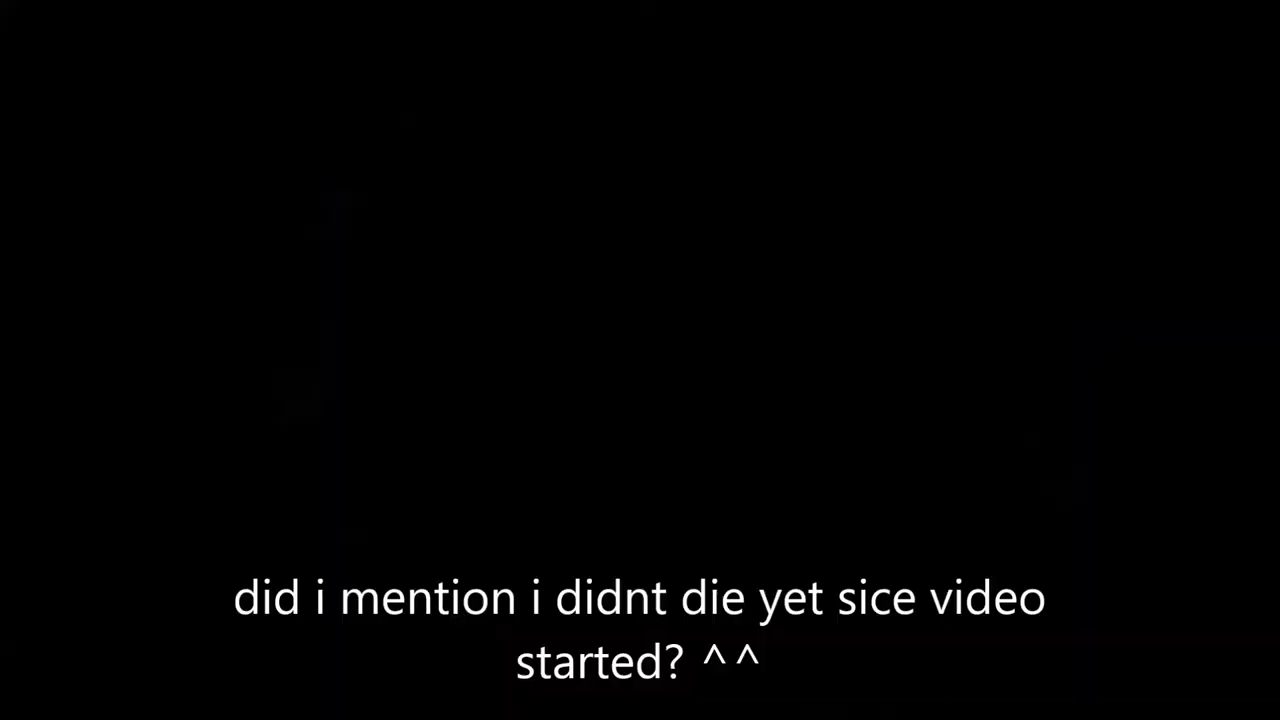 did i mention i didnt die yet sice video
started? ^^